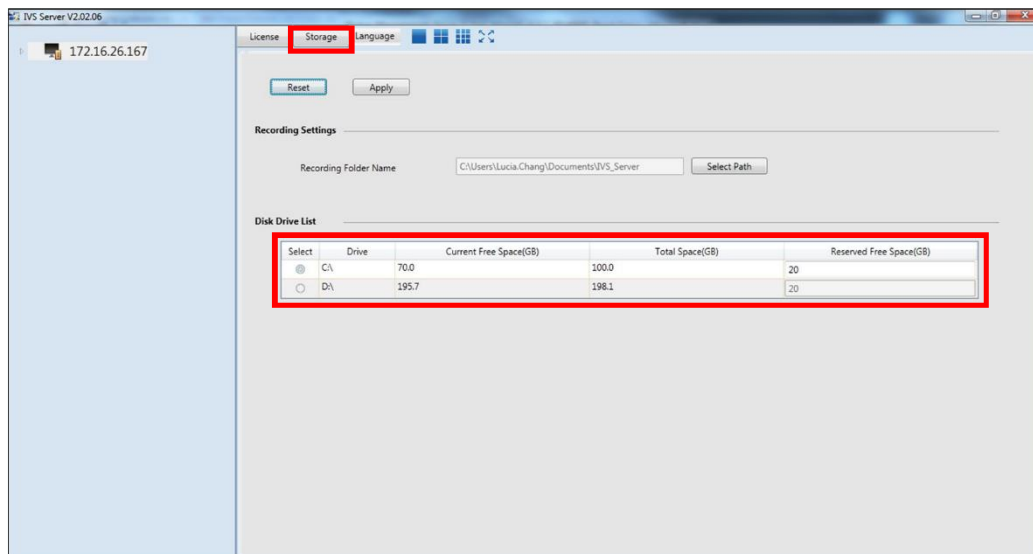 IVS Server V2.02.06
172.16.26.167
License Storage Language
Reset Apply
Recording Settings
Recording Folder Name C:\Users\Lucia.Chang\Documents\IVS_Server Select Path
Disk Drive List
Select Drive Current Free Space(GB) Total Space(GB) Reserved Free Space(GB)
C:\ 70.0 100.0 20
D:\ 195.7 198.1 20